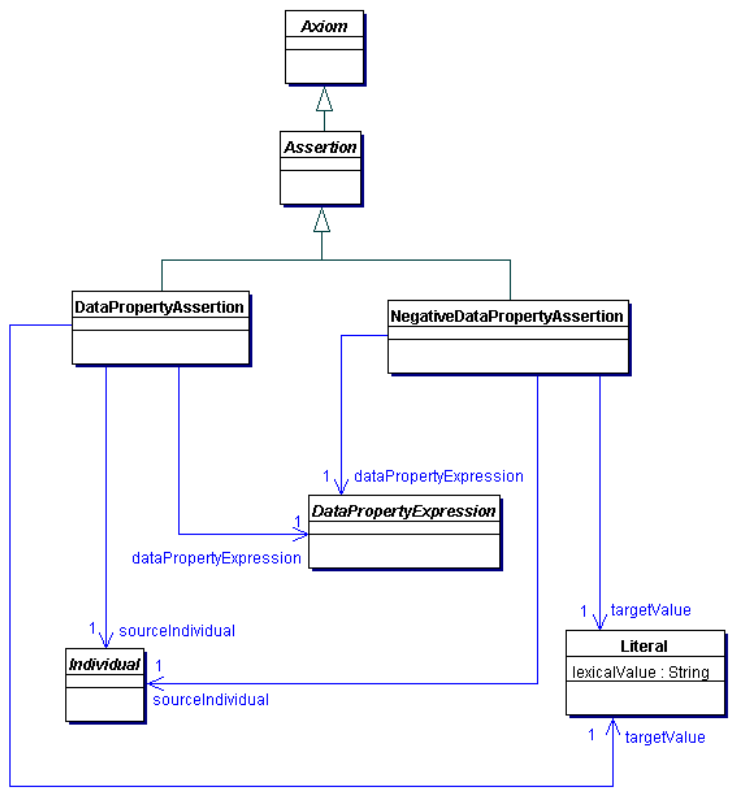 Axiom
Assertion
DataPropertyAssertion
NegativeDataPropertyAssertion
1 dataPropertyExpression
DataPropertyExpression
1
dataPropertyExpression
1 targetValue
1 sourceIndividual
Literal
lexicalValue : String
Individual
1
sourceIndividual
1 targetValue